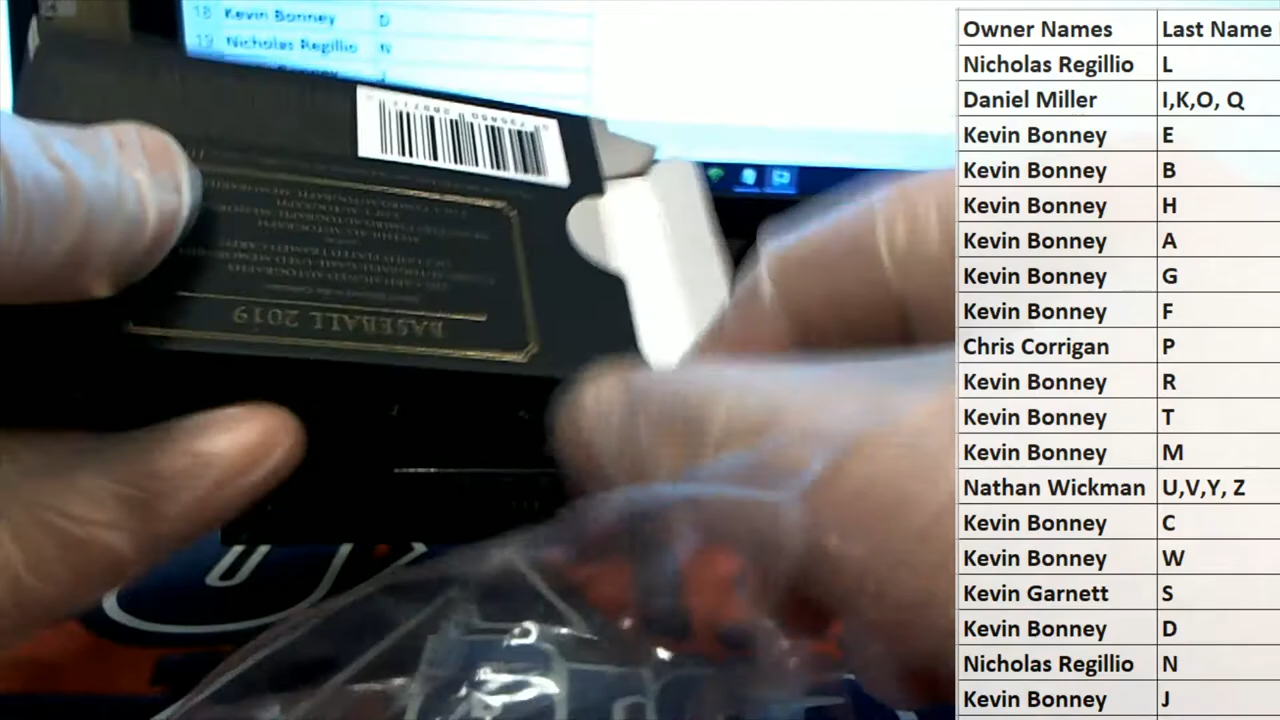 18 Kevin Bonney D
19 Nicholas Regillio N
BASEBALL 2019
Owner Names Last Name
Nicholas Regillio L
Daniel Miller I,K,O, Q
Kevin Bonney E
Kevin Bonney B
Kevin Bonney H
Kevin Bonney A
Kevin Bonney G
Kevin Bonney F
Chris Corrigan P
Kevin Bonney R
Kevin Bonney T
Kevin Bonney M
Nathan Wickman U,V,Y, Z
Kevin Bonney C
Kevin Bonney W
Kevin Garnett S
Kevin Bonney D
Nicholas Regillio N
Kevin Bonney J